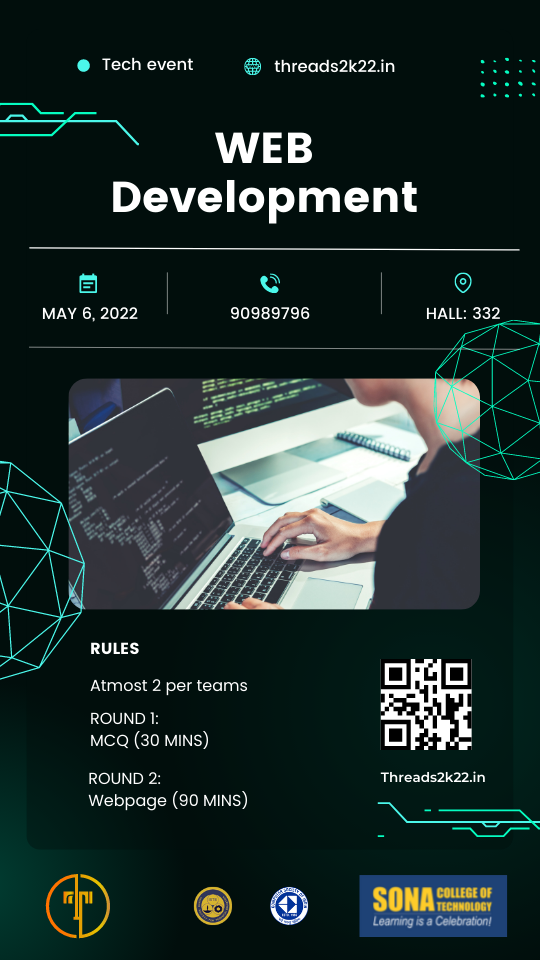 Tech event
threads2k22.in
WEB
Development
MAY 6, 2022
90989796
HALL: 332
RULES
Atmost 2 per teams
ROUND 1:
MCQ (30 MINS)
ROUND 2:
Webpage (90 MINS)
Threads2k22.in
SONA COLLEGE OF
TECHNOLOGY
Learning is a Celebration!